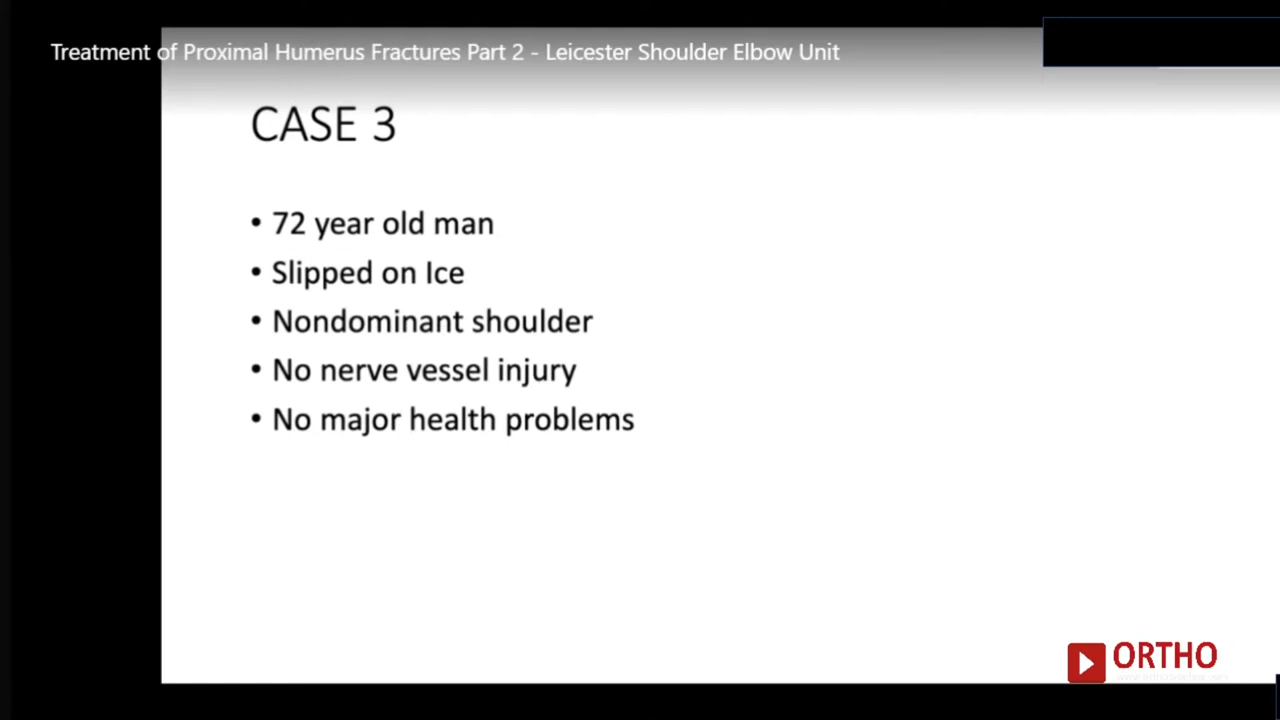 Treatment of Proximal Humerus Fractures Part 2 - Leicester Shoulder Elbow Unit
CASE 3
• 72 year old man
• Slipped on Ice
• Nondominant shoulder
• No nerve vessel injury
• No major health problems
ORTHO